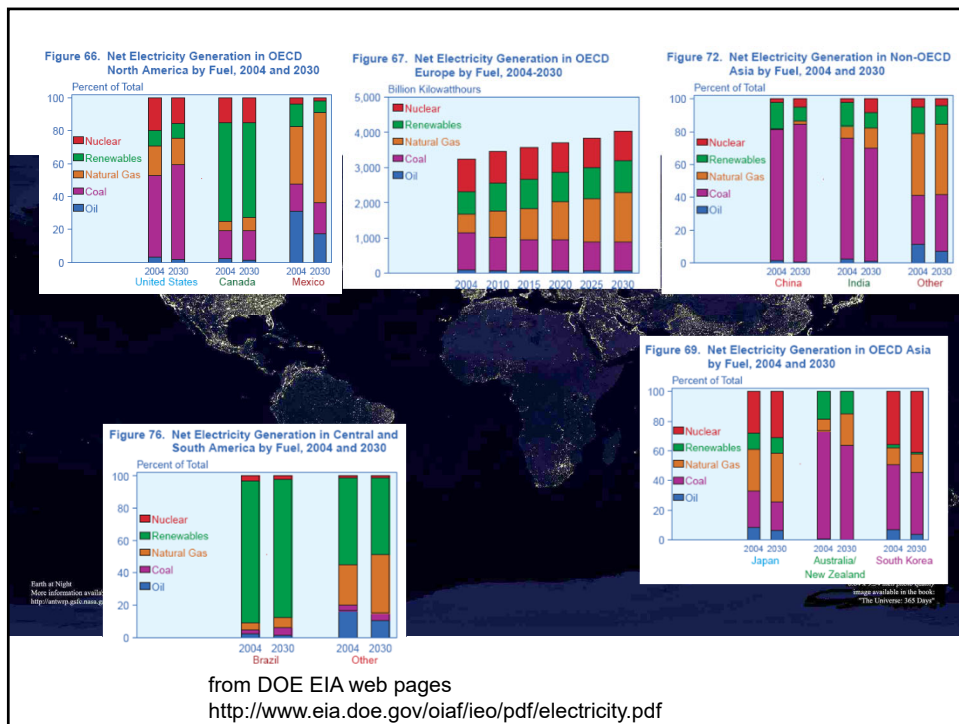 Figure 66. Net Electricity Generation in OECD
North America by Fuel, 2004 and 2030
Percent of Total
100
80
60
40
20
0
Nuclear
Renewables
Natural Gas
Coal
Oil
2004 2030
United States
2004 2030
Canada
2004 2030
Mexico
Figure 67. Net Electricity Generation in OECD
Europe by Fuel, 2004-2030
Billion Kilowatthours
5,000
4,000
3,000
2,000
1,000
0
Nuclear
Renewables
Natural Gas
Coal
Oil
2004 2010 2015 2020 2025 2030
Figure 72. Net Electricity Generation in Non-OECD
Asia by Fuel, 2004 and 2030
Percent of Total
100
80
60
40
20
0
Nuclear
Renewables
Natural Gas
Coal
Oil
2004 2030
China
2004 2030
India
2004 2030
Other
Figure 69. Net Electricity Generation in OECD Asia
by Fuel, 2004 and 2030
Percent of Total
100
80
60
40
20
0
Nuclear
Renewables
Natural Gas
Coal
Oil
2004 2030
Japan
2004 2030
Australia/
New Zealand
2004 2030
South Korea
Figure 76. Net Electricity Generation in Central and
South America by Fuel, 2004 and 2030
Percent of Total
100
80
60
40
20
0
Nuclear
Renewables
Natural Gas
Coal
Oil
2004 2030
Brazil
2004 2030
Other
Earth at Night
More information
http://antwrp.gsfc.nasa.g
image available in the book:
"The Universe: 365 Days"
from DOE EIA web pages
http://www.eia.doe.gov/oiaf/ieo/pdf/electricity.pdf